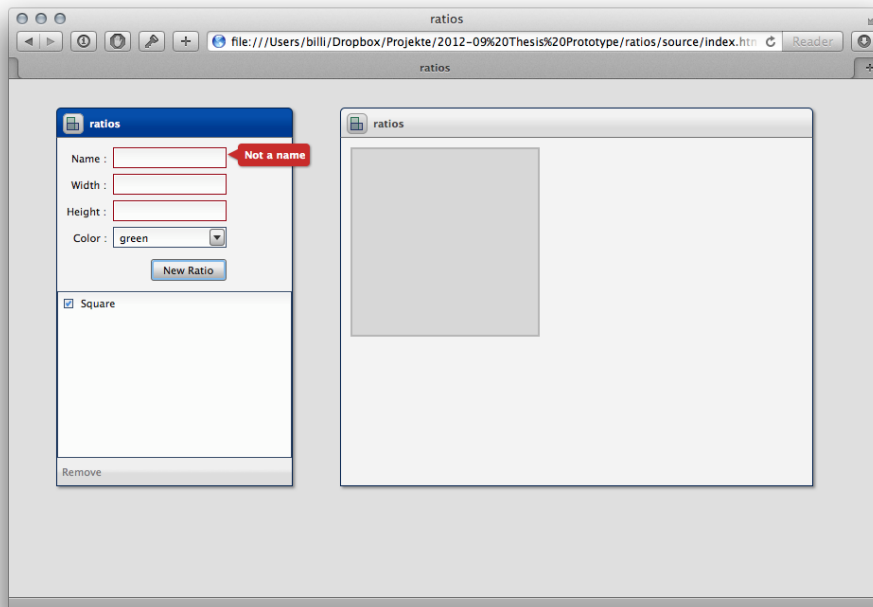 ratios
file:///Users/billi/Dropbox/Projekte/2012-09%20Thesis%20Prototype/ratios/source/index.htm
Reader
ratios
ratios
Name :
Not a name
Width :
Height :
Color :
green
New Ratio
Square
Remove
ratios